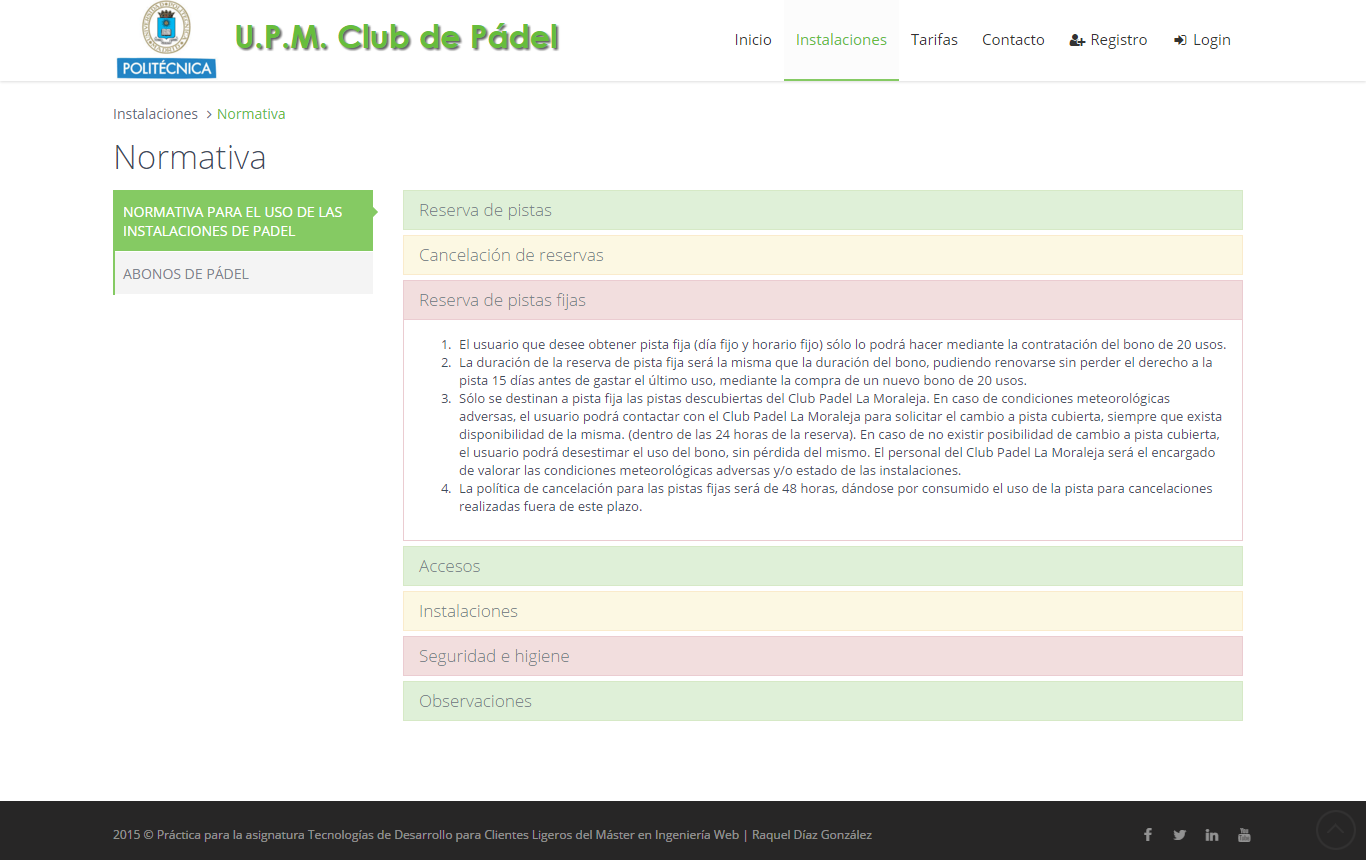 POLITÉCNICA
U.P.M. Club de Pádel
Inicio
Instalaciones
Tarifas
Contacto
Registro
Login
Instalaciones > Normativa
Normativa
NORMATIVA PARA EL USO DE LAS
INSTALACIONES DE PADEL
ABONOS DE PÁDEL
Reserva de pistas
Cancelación de reservas
Reserva de pistas fijas
1. El usuario que desee obtener pista fija (día fijo y horario fijo) sólo lo podrá hacer mediante la contratación del bono de 20 usos.
2. La duración de la reserva de pista fija será la misma que la duración del bono, pudiendo renovarse sin perder el derecho a la
pista 15 días antes de gastar el último uso, mediante la compra de un nuevo bono de 20 usos.
3. Sólo se destinan a pista fija las pistas descubiertas del Club Padel La Moraleja. En caso de condiciones meteorológicas
adversas, el usuario podrá contactar con el Club Padel La Moraleja para solicitar el cambio a pista cubierta, siempre que exista
disponibilidad de la misma. (dentro de las 24 horas de la reserva). En caso de no existir posibilidad de cambio a pista cubierta,
el usuario podrá desestimar el uso del bono, sin pérdida del mismo. El personal del Club Padel La Moraleja será el encargado
de valorar las condiciones meteorológicas adversas y/o estado de las instalaciones.
4. La política de cancelación para las pistas fijas será de 48 horas, dándose por consumido el uso de la pista para cancelaciones
realizadas fuera de este plazo.
Accesos
Instalaciones
Seguridad e higiene
Observaciones
2015 © Práctica para la asignatura Tecnologías de Desarrollo para Clientes Ligeros del Máster en Ingeniería Web | Raquel Díaz González